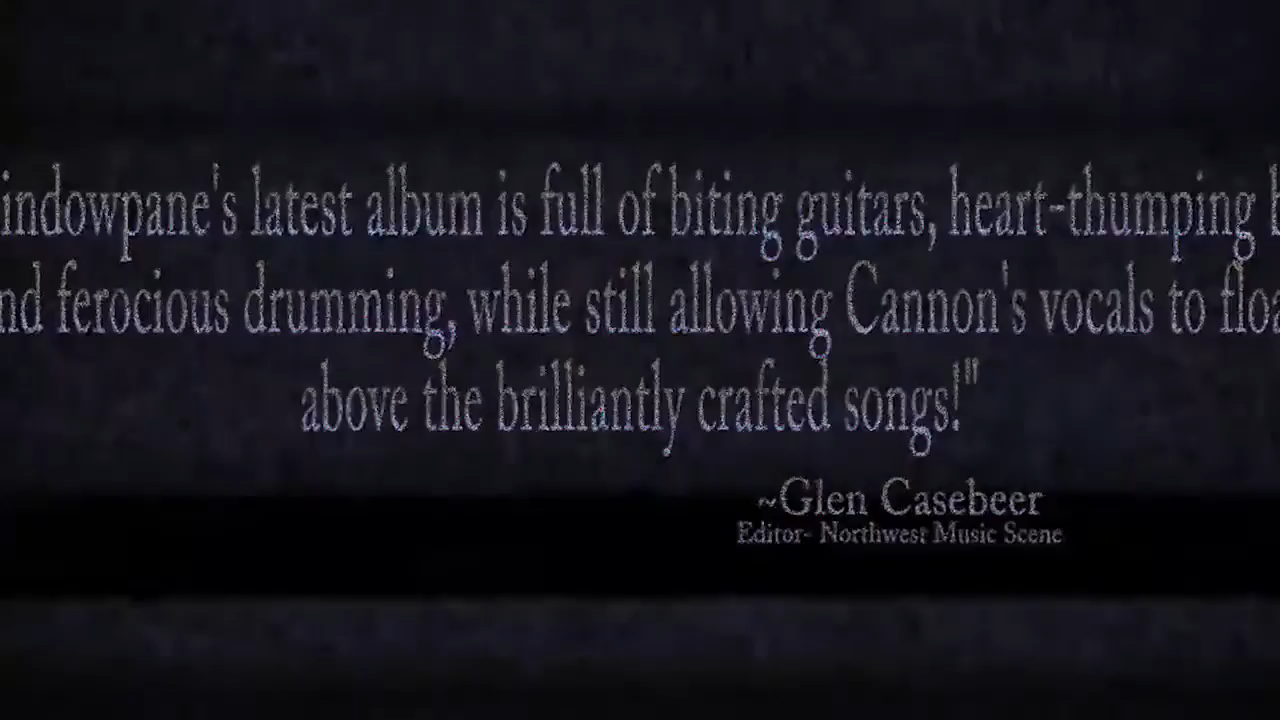 indowpane's latest album is full of biting guitars, heart-thumping
nd ferocious drumming, while still allowing Cannon's vocals to floa
above the brilliantly crafted songs!"
~Glen Casebeer
Editor- Northwest Music Scene